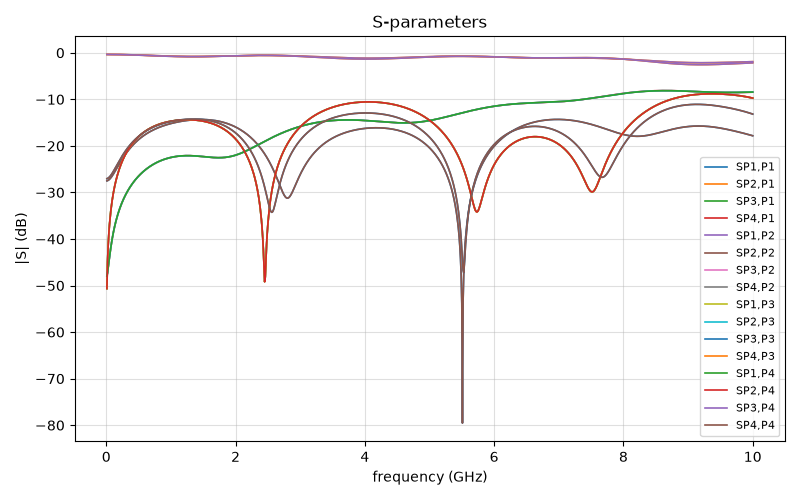 S-parameters
|S| (dB)
0
−10
−20
−30
−40
−50
−60
−70
−80
SP1,P1
SP2,P1
SP3,P1
SP4,P1
SP1,P2
SP2,P2
SP3,P2
SP4,P2
SP1,P3
SP2,P3
SP3,P3
SP4,P3
SP1,P4
SP2,P4
SP3,P4
SP4,P4
0 2 4 6 8 10
frequency (GHz)